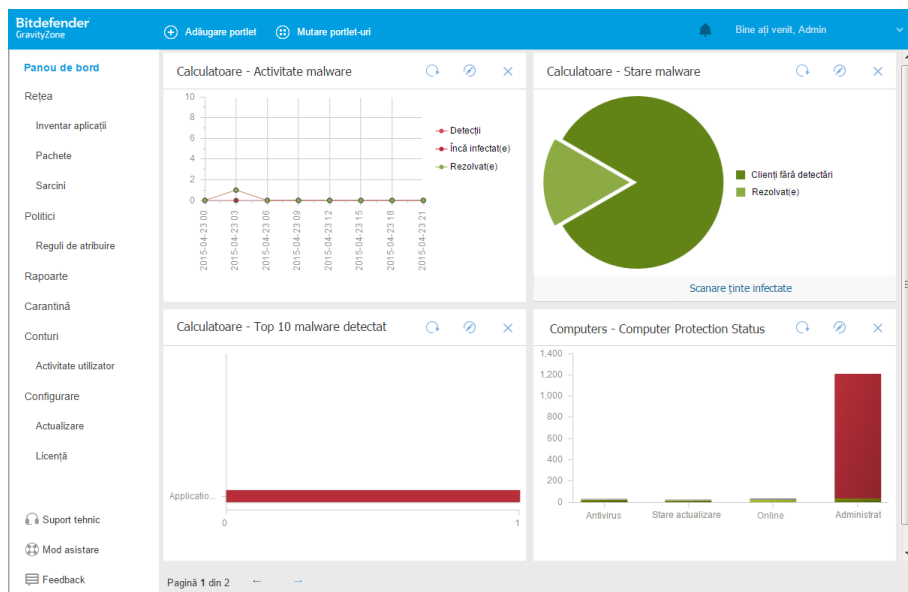 Bitdefender
GravityZone
Adăugare portlet
Mutare portlet-uri
Bine ați venit, Admin
Panou de bord
Rețea
Inventar aplicații
Pachete
Sarcini
Politici
Reguli de atribuire
Rapoarte
Carantină
Conturi
Activitate utilizator
Configurare
Actualizare
Licență
Suport tehnic
Mod asistare
Feedback
Calculatoare - Activitate malware
10
8
6
4
2
0
2015-04-23 00
2015-04-23 03
2015-04-23 06
2015-04-23 09
2015-04-23 12
2015-04-23 15
2015-04-23 18
2015-04-23 21
Detecții
Încă infectat(e)
Rezolvat(e)
Calculatoare - Stare malware
Clienți fără detectări
Rezolvat(e)
Scanare ținte infectate
Calculatoare - Top 10 malware detectat
Applicatio...
0
1
Computers - Computer Protection Status
1,400
1,200
1,000
800
600
400
200
0
Antivirus
Stare actualizare
Online
Administrat
Pagină 1 din 2